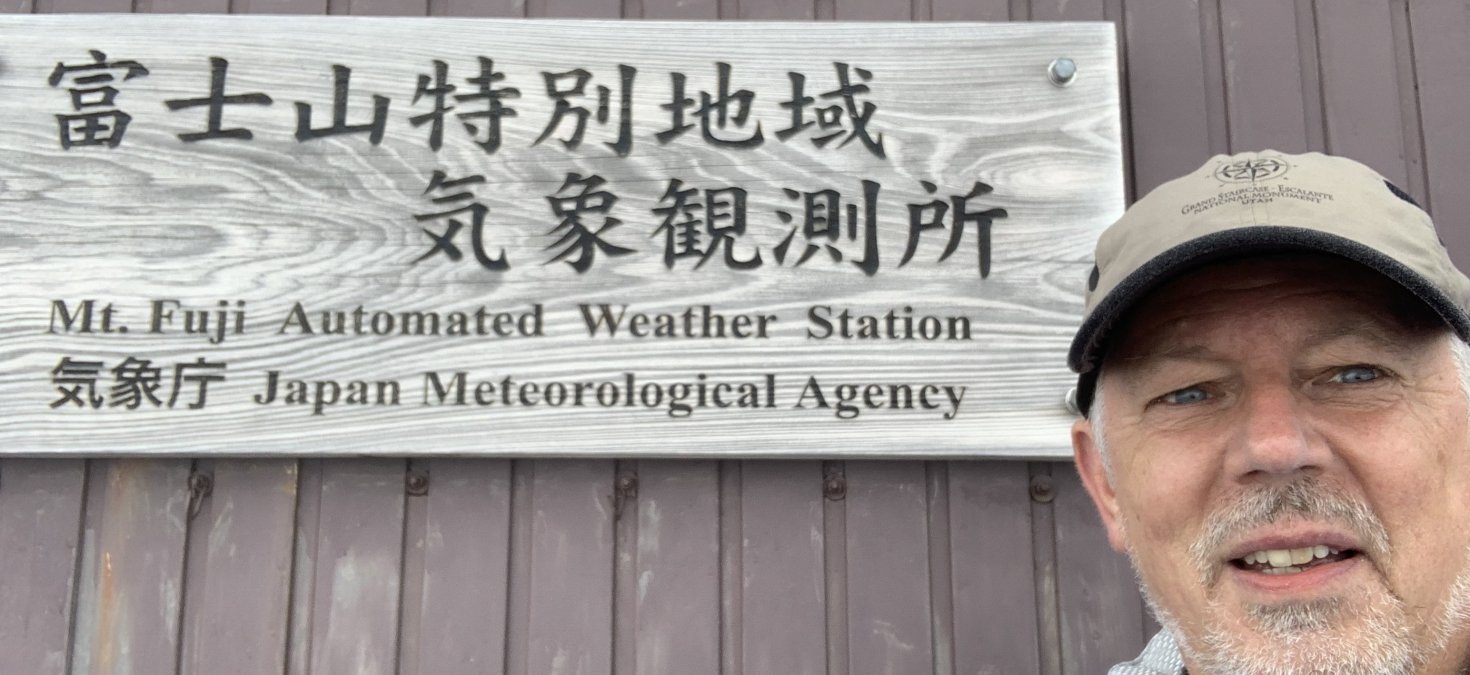 富士山特別地域
気象観測所
Mt. Fuji Automated Weather Station
気象庁 Japan Meteorological Agency
GRAND STAIRCASE - ESCALANTE
NATIONAL MONUMENT
UTAH